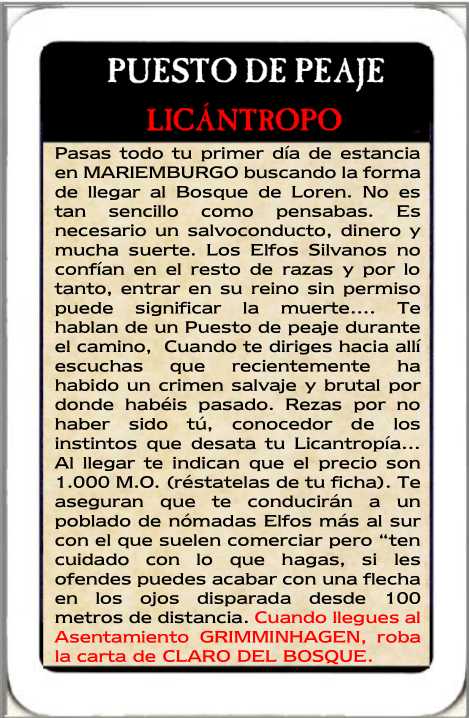 PUESTO DE PEAJE
LICÁNTROPO
Pasas todo tu primer día de estancia
en MARIEMBURGO buscando la forma
de llegar al Bosque de Loren. No es
tan sencillo como pensabas. Es
necesario un salvoconducto, dinero y
mucha suerte. Los Elfos Silvanos no
confían en el resto de razas y por lo
tanto, entrar en su reino sin permiso
puede significar la muerte.... Te
hablan de un Puesto de peaje durante
el camino, Cuando te diriges hacia allí
escuchas que recientemente ha
habido un crimen salvaje y brutal por
donde habéis pasado. Rezas por no
haber sido tú, conocedor de los
instintos que desata tu Licantropía...
Al llegar te indican que el precio son
1.000 M.O. (réstatelas de tu ficha). Te
aseguran que te conducirán a un
poblado de nómadas Elfos más al sur
con el que suelen comerciar pero “ten
cuidado con lo que hagas, si les
ofendes puedes acabar con una flecha
en los ojos disparada desde 100
metros de distancia. Cuando llegues al
Asentamiento GRIMMINHAGEN, roba
la carta de CLARO DEL BOSQUE.